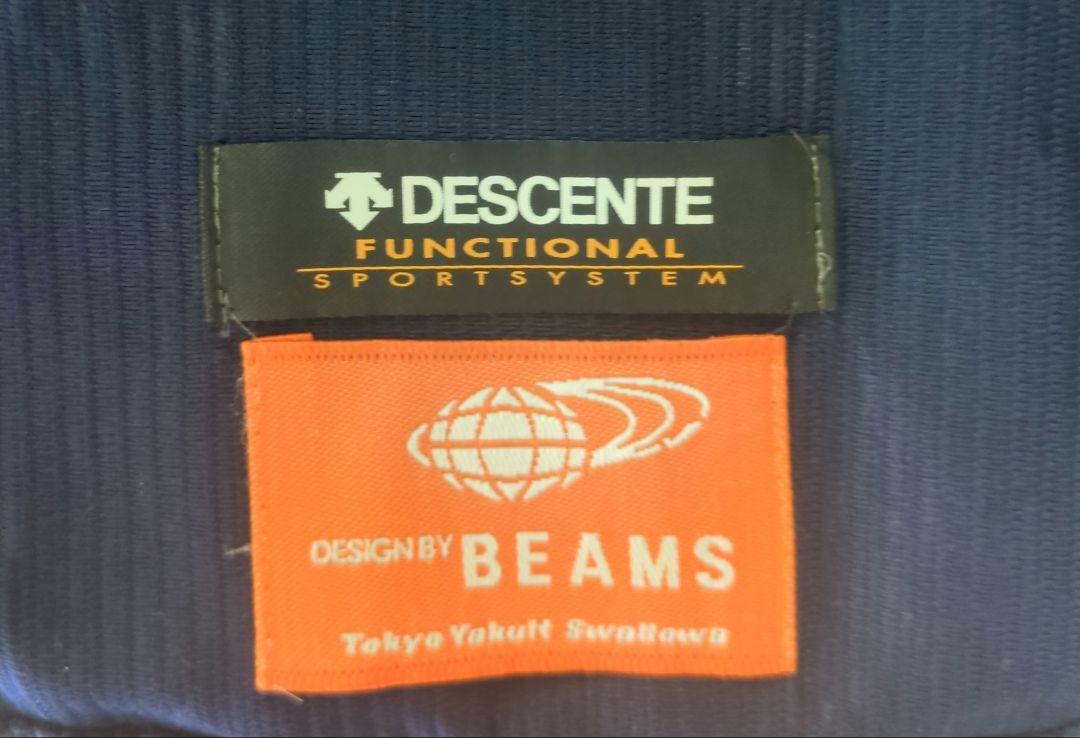 DESCENTE
FUNCTIONAL
SPORTSYSTEM
DESIGN BY BEAMS
Tokyo Yakult Swallows